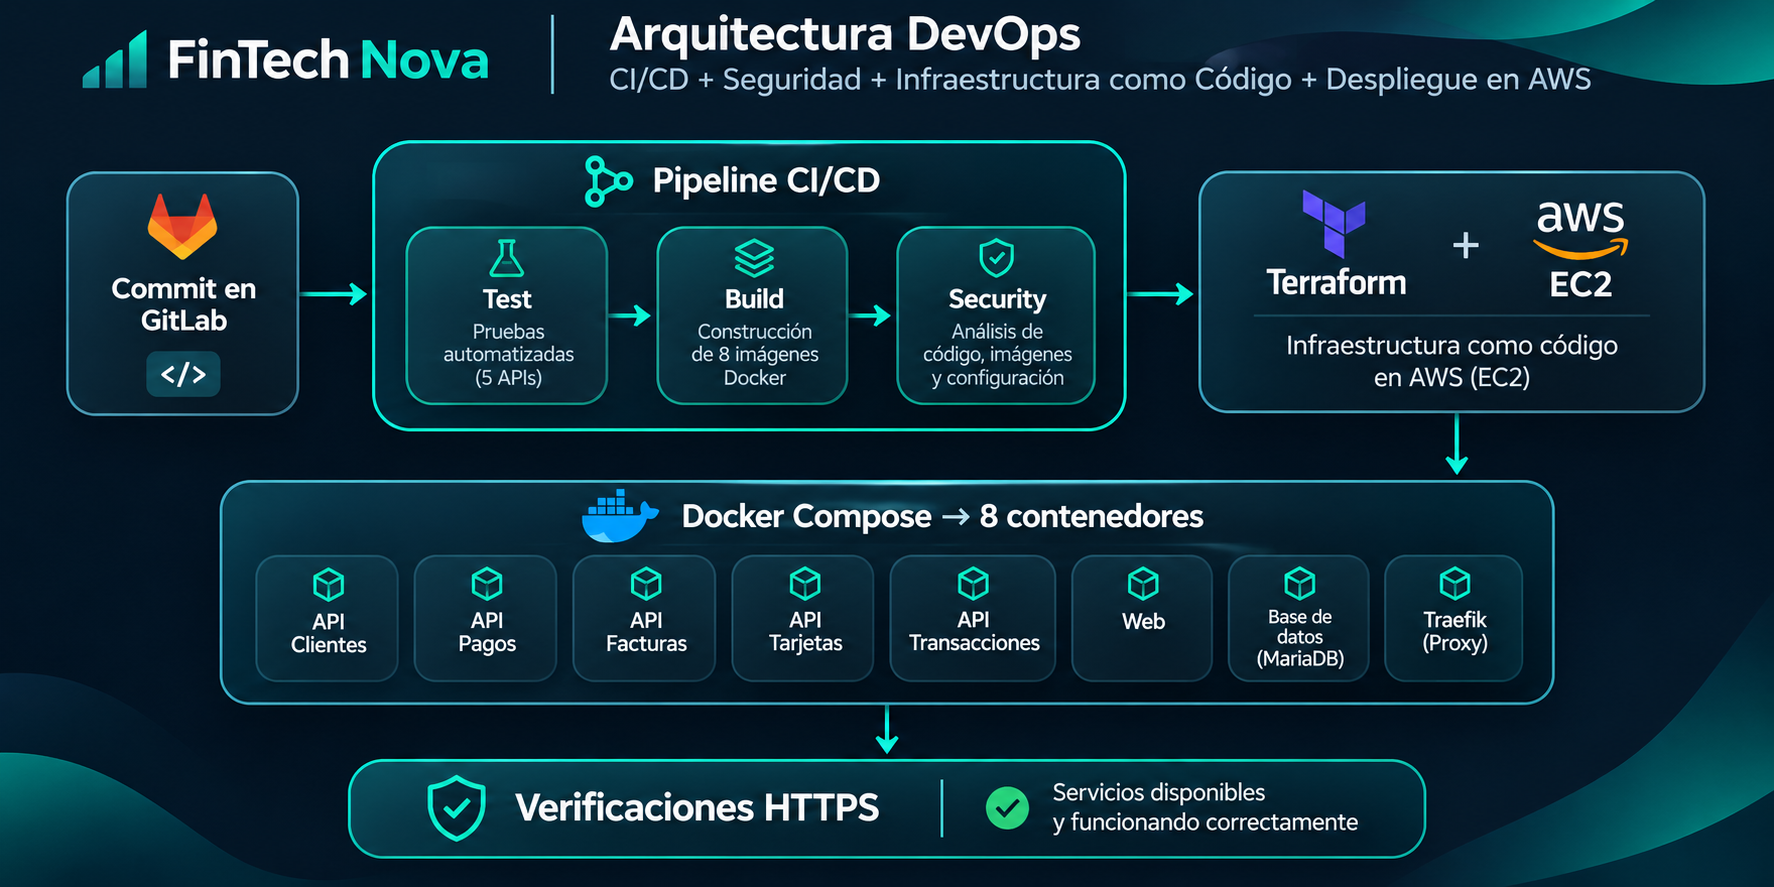 FinTech Nova
Arquitectura DevOps
CI/CD + Seguridad + Infraestructura como Código + Despliegue en AWS
Commit en
GitLab
</>
Pipeline CI/CD
Test
Pruebas
automatizadas
(5 APIs)
Build
Construcción
de 8 imágenes
Docker
Security
Análisis de
código, imágenes
y configuración
Terraform
+
aws
EC2
Infraestructura como código
en AWS (EC2)
Docker Compose → 8 contenedores
API
Clientes
API
Pagos
API
Facturas
API
Tarjetas
API
Transacciones
Web
Base de
datos
(MariaDB)
Traefik
(Proxy)
Verificaciones HTTPS
Servicios disponibles
y funcionando correctamente